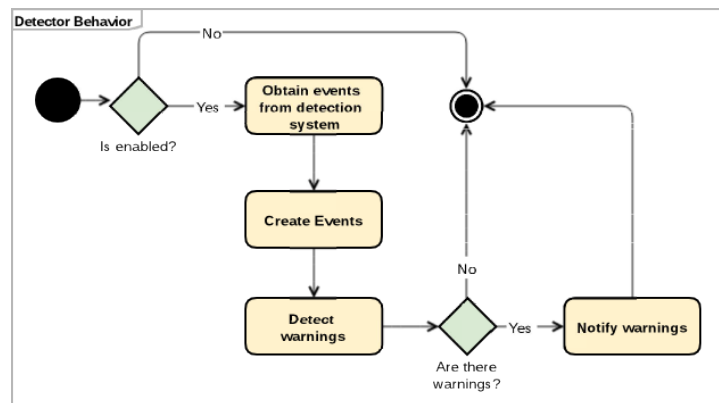 Detector Behavior
No
Obtain events
from detection
system
Yes
Is enabled?
Create Events
No
Detect
warnings
Yes
Notify warnings
Are there
warnings?